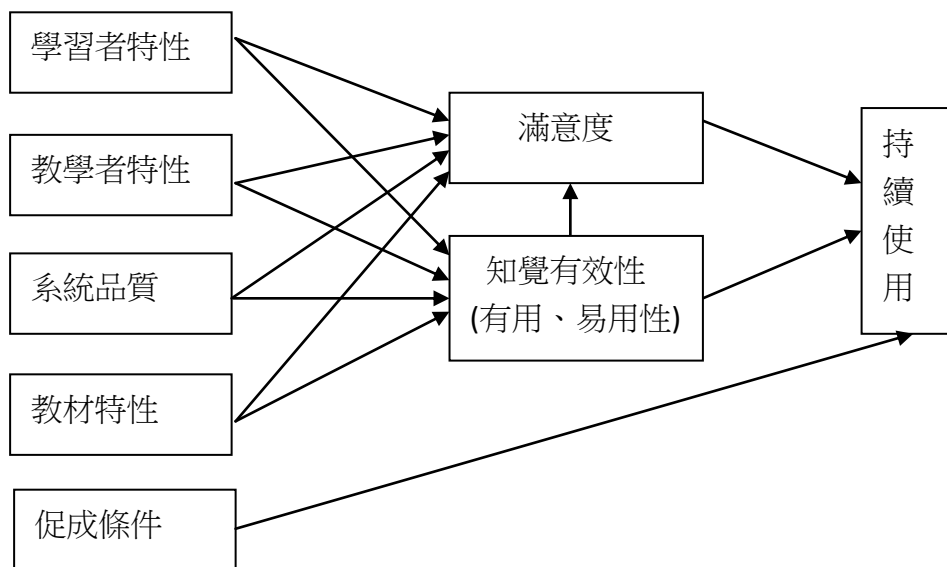 學習者特性
教學者特性
系統品質
教材特性
促成條件
滿意度
知覺有效性
(有用、易用性)
持
續
使
用